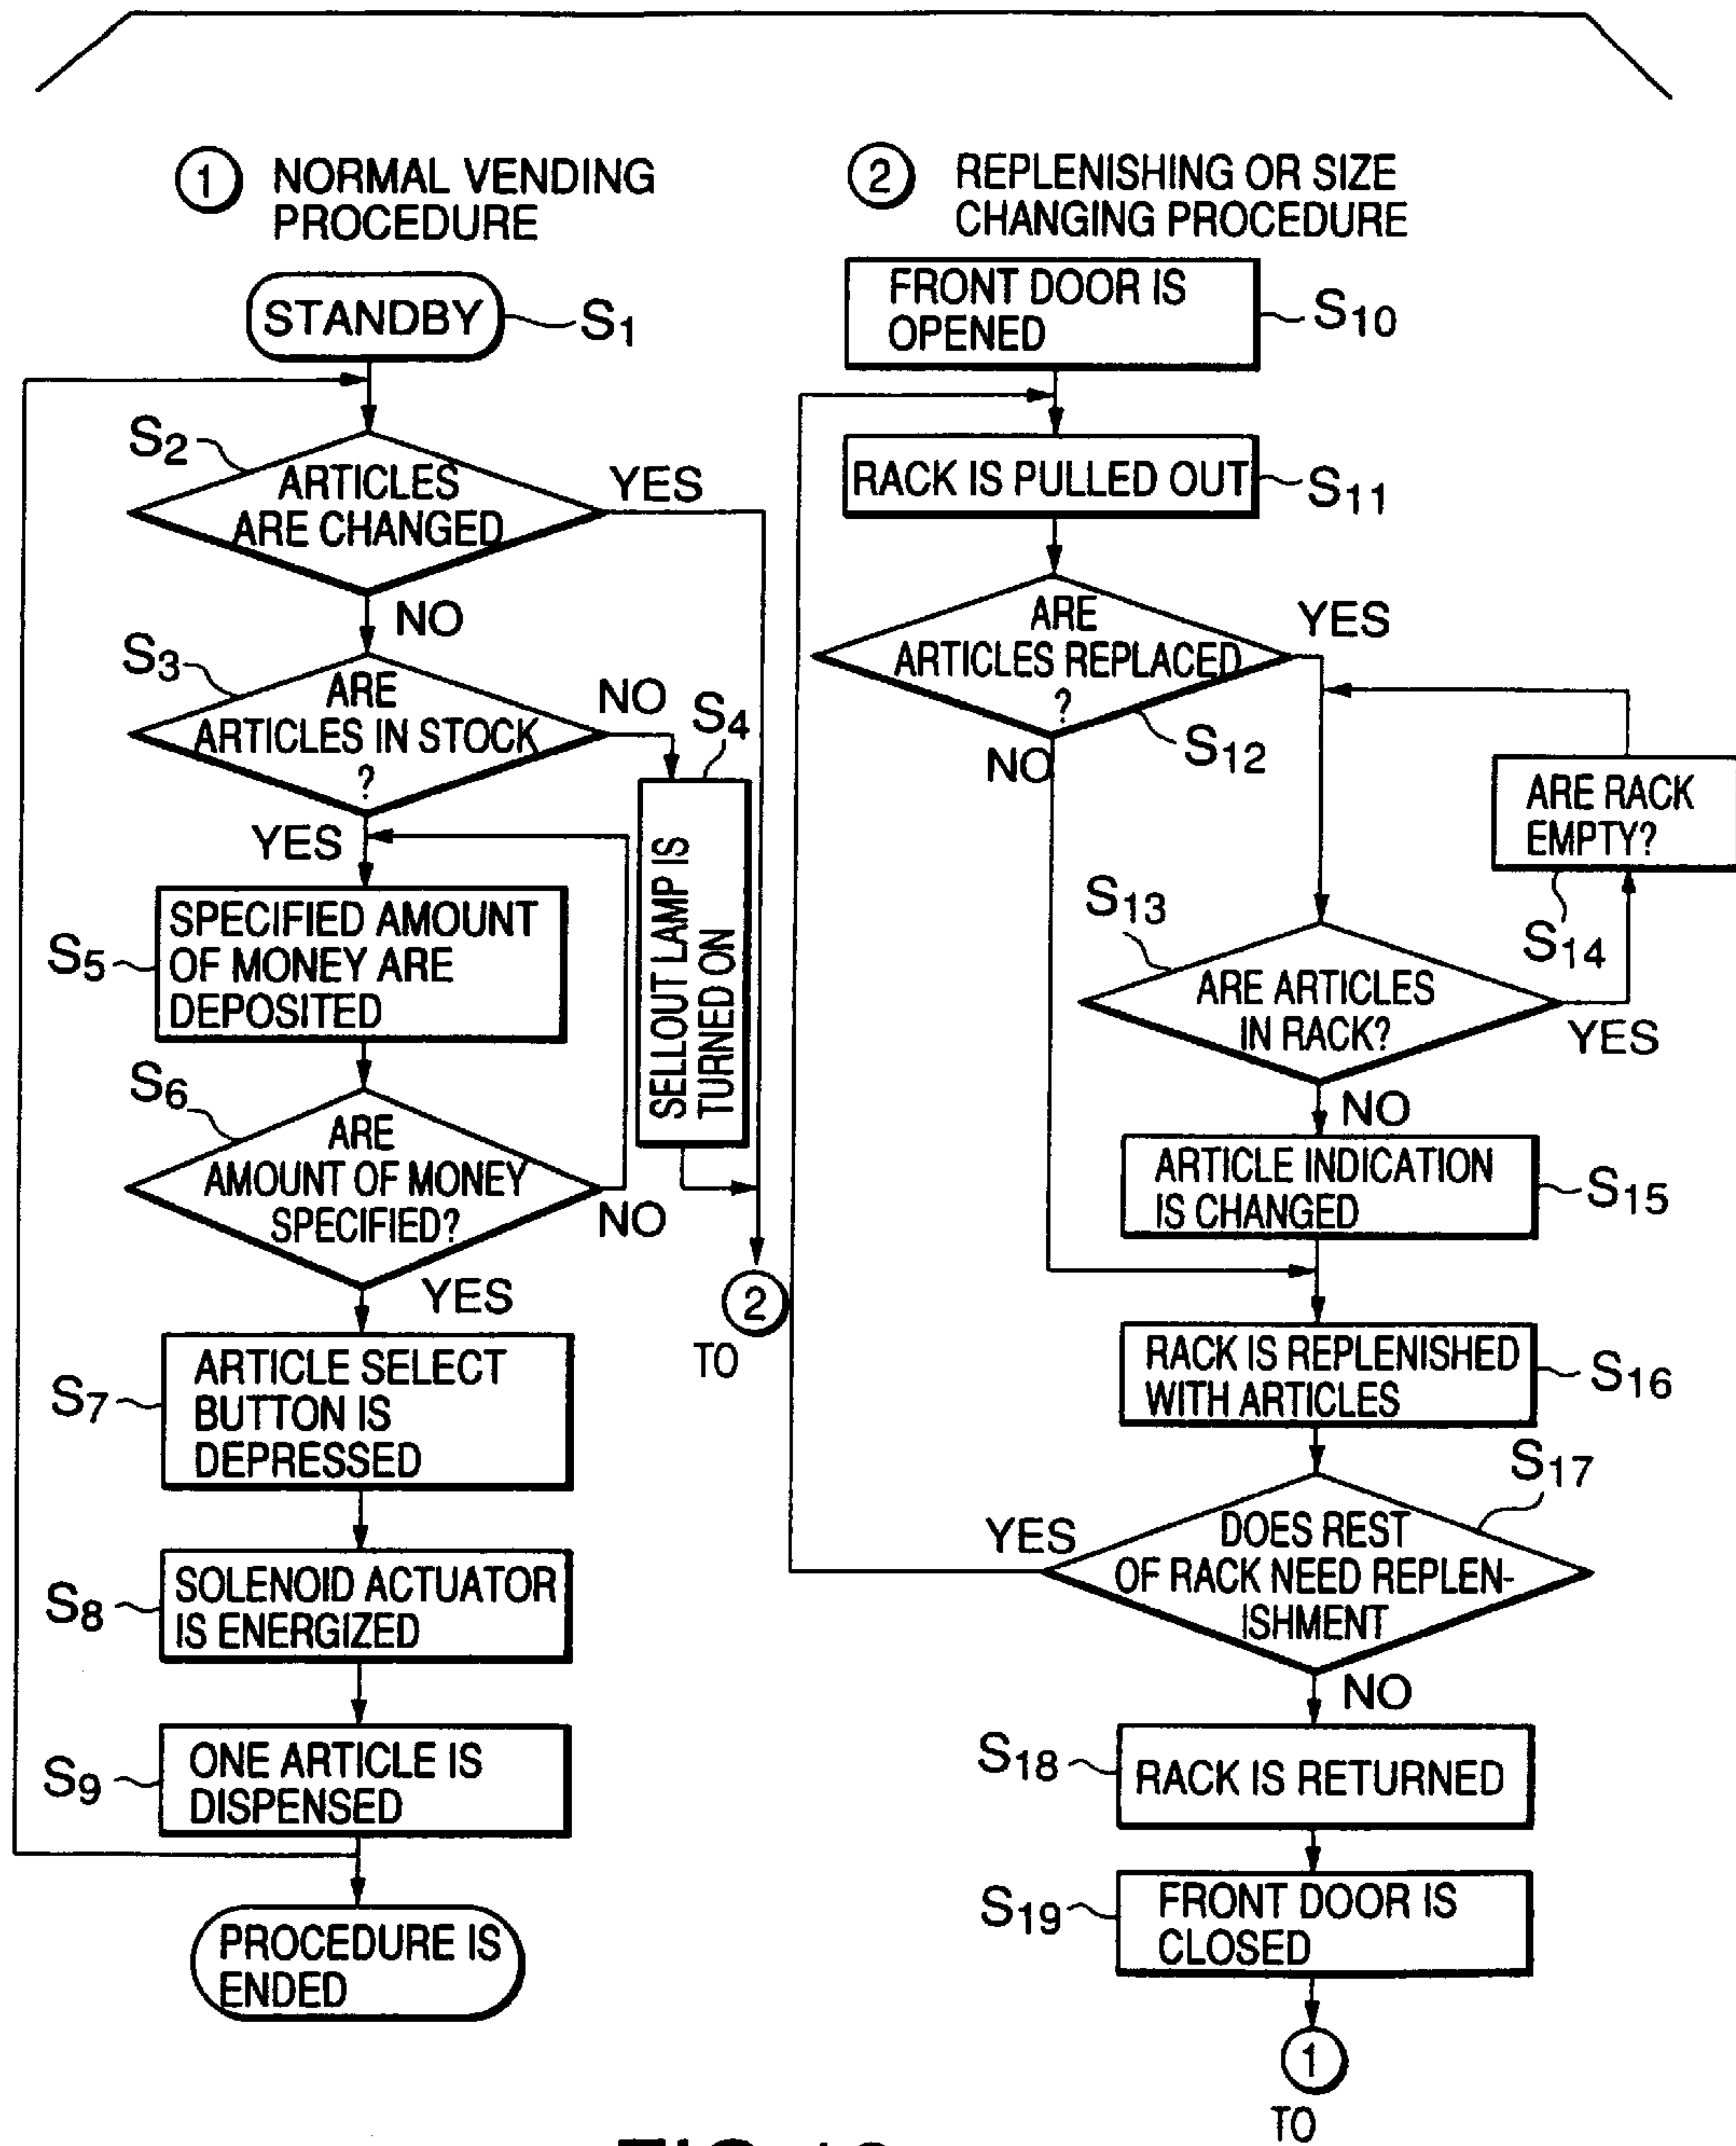 1 NORMAL VENDING
PROCEDURE
STANDBY
S1
S2
ARTICLES
ARE CHANGED
YES
NO
S3
ARE
ARTICLES IN STOCK
?
NO
S4
SELLOUT LAMP IS
TURNED ON
YES
S5
SPECIFIED AMOUNT
OF MONEY ARE
DEPOSITED
S6
ARE
AMOUNT OF MONEY
SPECIFIED?
NO
YES
2
TO
S7
ARTICLE SELECT
BUTTON IS
DEPRESSED
S8
SOLENOID ACTUATOR
IS ENERGIZED
S9
ONE ARTICLE IS
DISPENSED
PROCEDURE IS
ENDED
2 REPLENISHING OR SIZE
CHANGING PROCEDURE
FRONT DOOR IS
OPENED
S10
RACK IS PULLED OUT
S11
ARE
ARTICLES REPLACED
?
YES
S12
NO
ARE RACK
EMPTY?
S14
S13
ARE ARTICLES
IN RACK?
YES
NO
ARTICLE INDICATION
IS CHANGED
S15
RACK IS REPLENISHED
WITH ARTICLES
S16
S17
YES
DOES REST
OF RACK NEED REPLEN-
ISHMENT
NO
S18
RACK IS RETURNED
S19
FRONT DOOR IS
CLOSED
1
TO